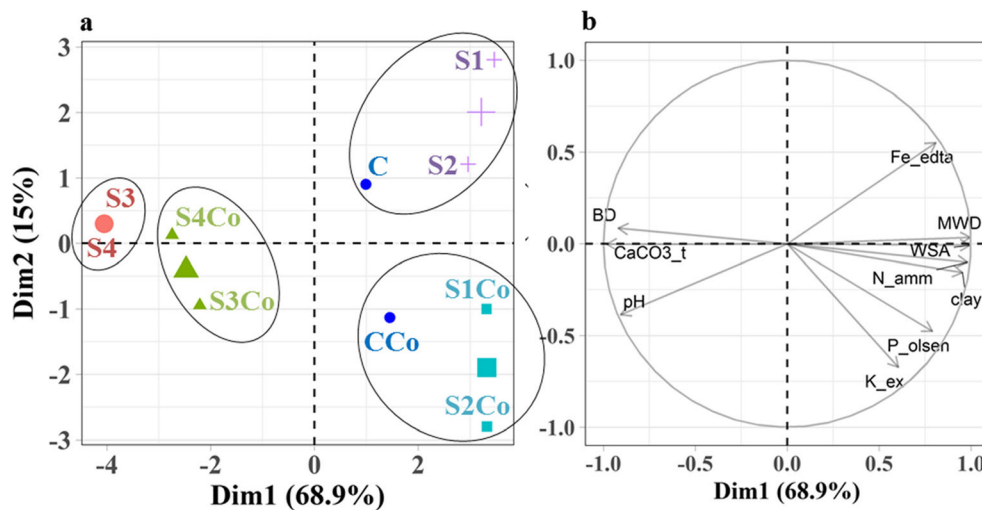 a
b
3
2
1
0
-1
-2
-3
Dim2 (15%)
S1
S2
C
S3
S4
S4Co
S3Co
S1Co
CCo
S2Co
-4
-2
0
2
Dim1 (68.9%)
1.0
0.5
0.0
-0.5
-1.0
Fe_edta
BD
MWD
CaCO3_t
WSA
N_amm
pH
clay
P_olsen
K_ex
-1.0
-0.5
0.0
0.5
1.0
Dim1 (68.9%)